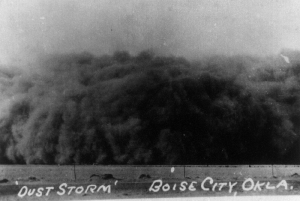 'DUST STORM' BOISE CITY, OKLA.